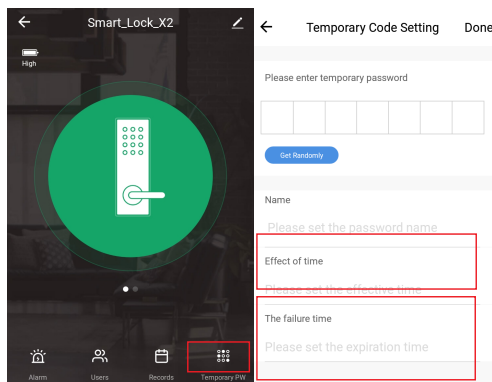 Smart_Lock_X2
High
Alarm
Users
Records
Temporary PW
Temporary Code Setting
Done
Please enter temporary password
Get Randomly
Name
Please set the password name
Effect of time
Please set the effective time
The failure time
Please set the expiration time